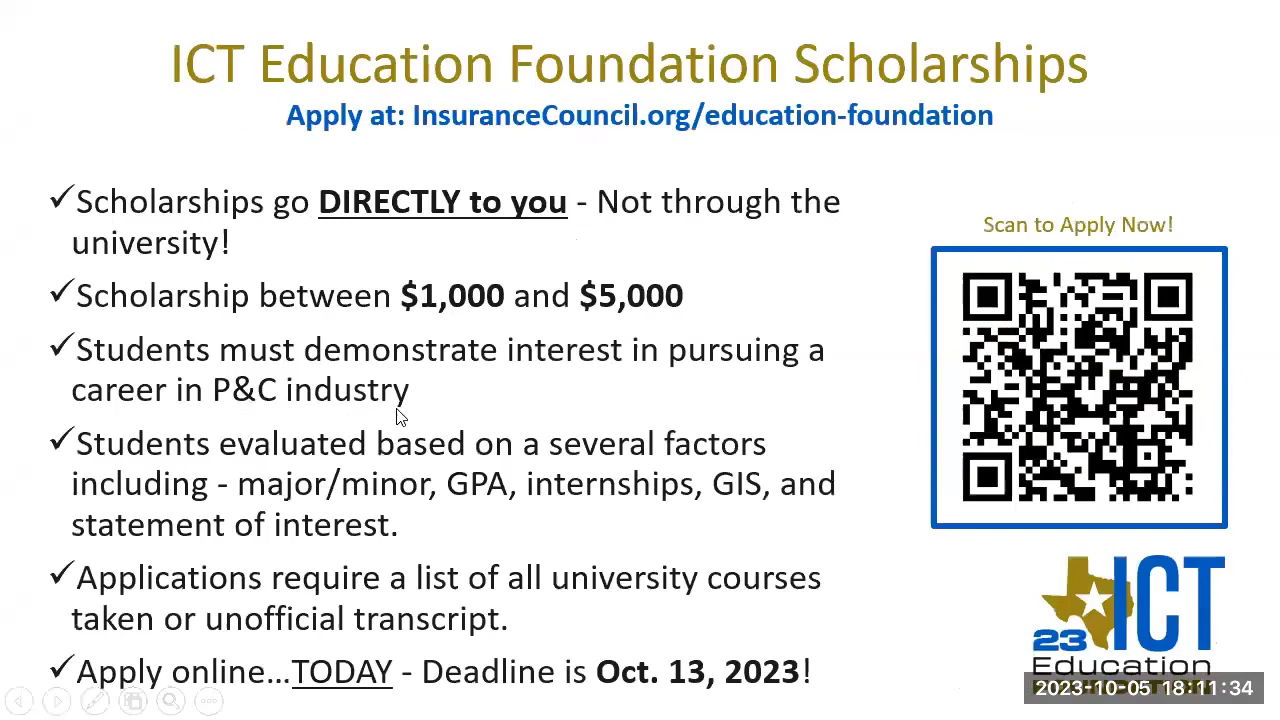 ICT Education Foundation Scholarships
Apply at: InsuranceCouncil.org/education-foundation
✓Scholarships go DIRECTLY to you - Not through the
university!
✓Scholarship between $1,000 and $5,000
✓Students must demonstrate interest in pursuing a
career in P&C industry
✓Students evaluated based on a several factors
including - major/minor, GPA, internships, GIS, and
statement of interest.
✓Applications require a list of all university courses
taken or unofficial transcript.
✓Apply online…TODAY - Deadline is Oct. 13, 2023!
Scan to Apply Now!
ICT
23
Education
2023-10-05 18:11:34